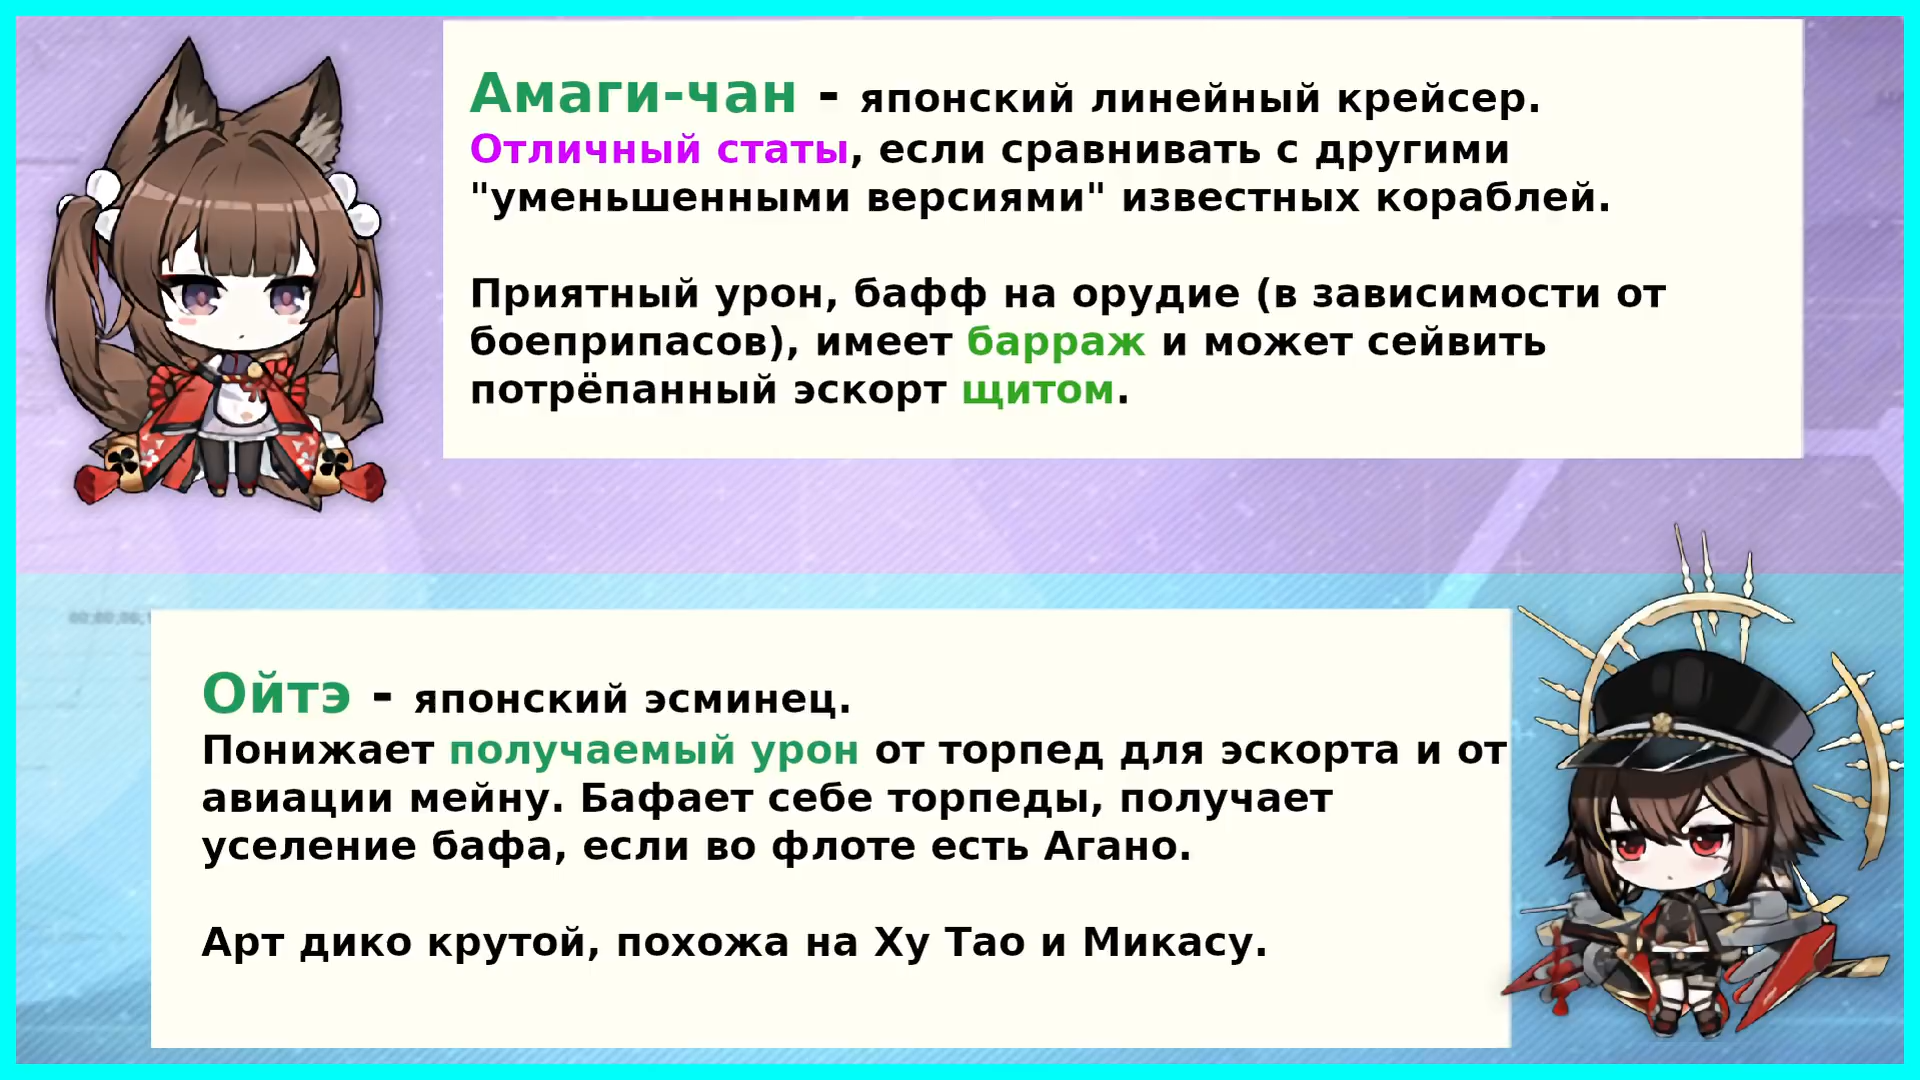 Амаги-чан - японский линейный крейсер.
Отличный статы, если сравнивать с другими
"уменьшенными версиями" известных кораблей.
Приятный урон, бафф на орудие (в зависимости от
боеприпасов), имеет барраж и может сейвить
потрёпанный эскорт щитом.
Ойтэ - японский эсминец.
Понижает получаемый урон от торпед для эскорта и от
авиации мейну. Бафает себе торпеды, получает
уселение бафа, если во флоте есть Агано.
Арт дико крутой, похожа на Ху Тао и Микасу.